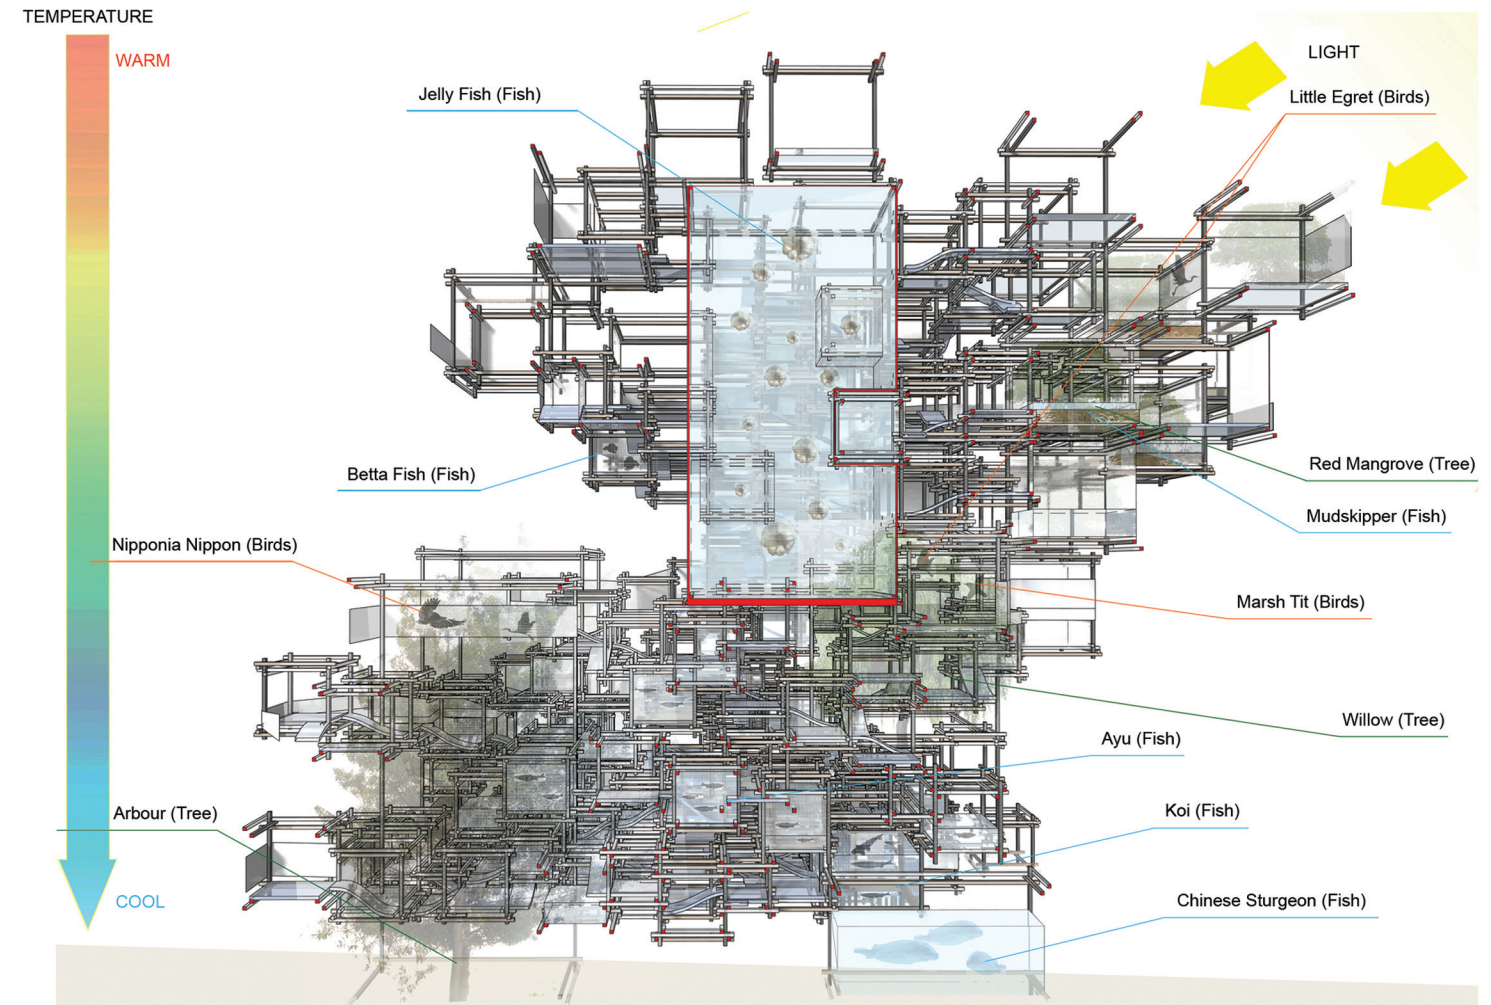 TEMPERATURE
WARM
LIGHT
Jelly Fish (Fish)
Little Egret (Birds)
Betta Fish (Fish)
Red Mangrove (Tree)
Mudskipper (Fish)
Nipponia Nippon (Birds)
Marsh Tit (Birds)
Willow (Tree)
Ayu (Fish)
Arbour (Tree)
Koi (Fish)
COOL
Chinese Sturgeon (Fish)